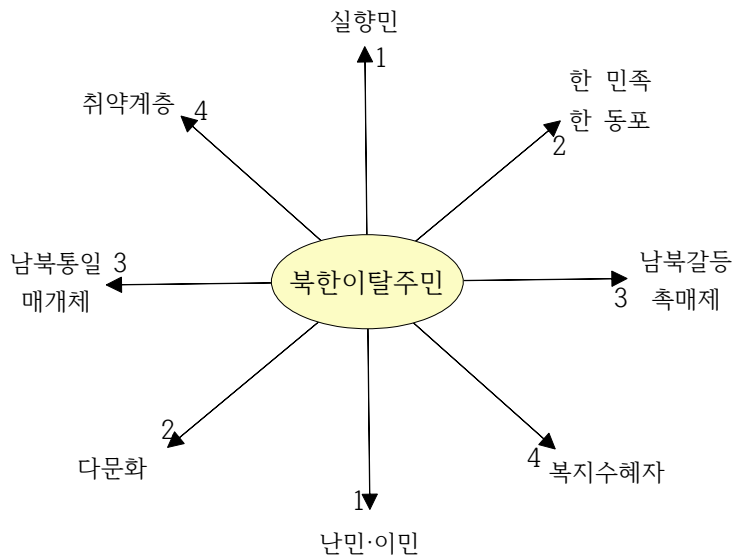 실향민
1
한 민족
한 동포
2
취약계층 4
남북통일 3
매개체
북한이탈주민
남북갈등
3 촉매제
2
다문화
4 복지수혜자
1
난민·이민